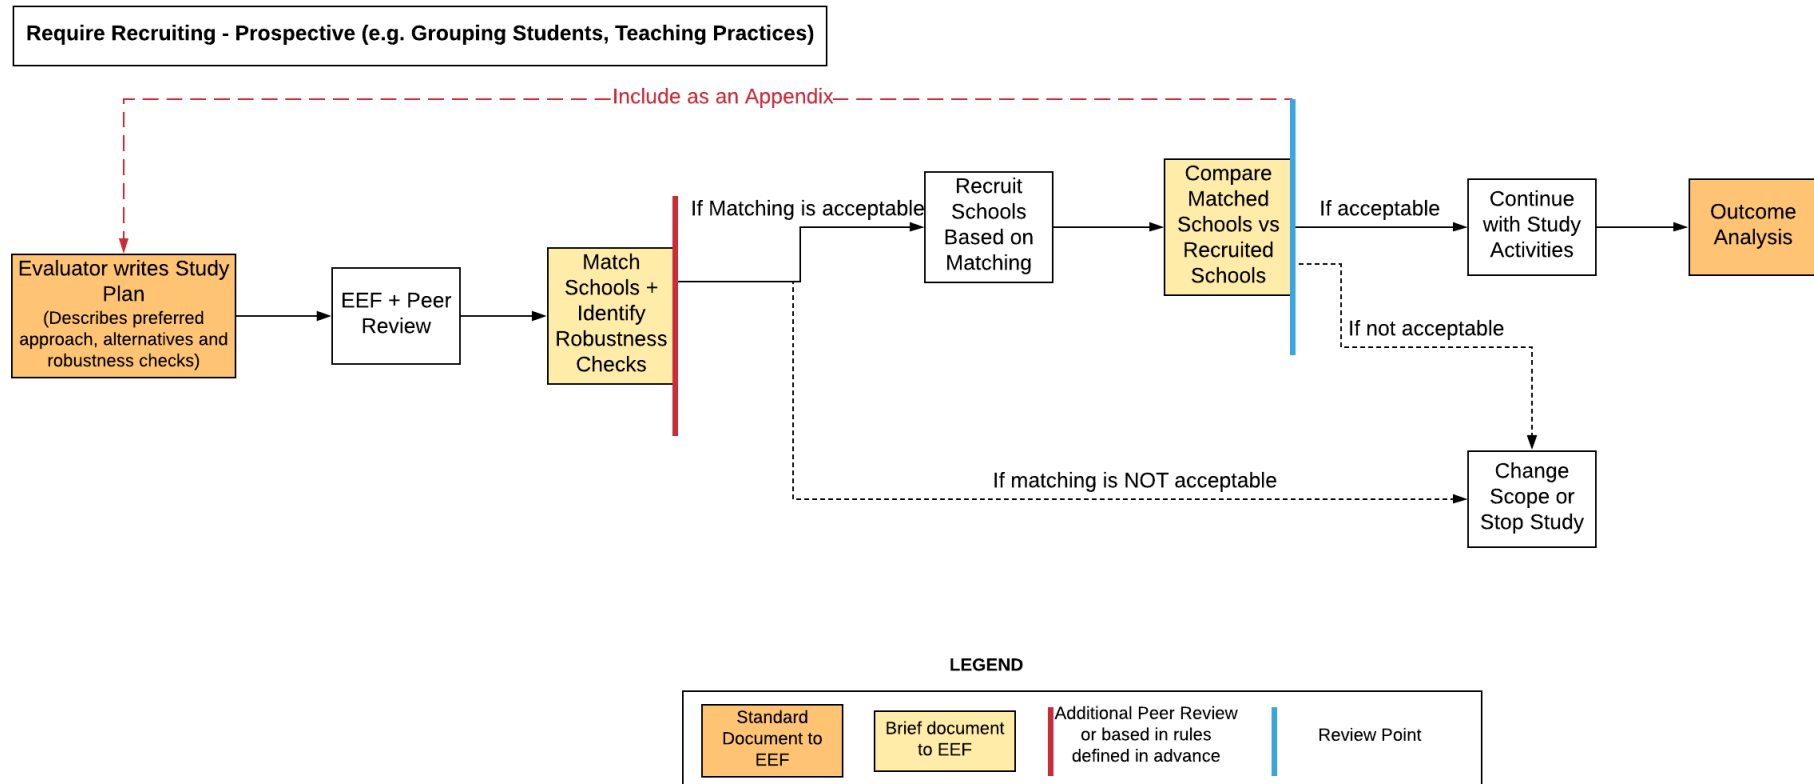 Require Recruiting - Prospective (e.g. Grouping Students, Teaching Practices)
Include as an Appendix
Evaluator writes Study
Plan
(Describes preferred
approach, alternatives and
robustness checks)
EEF + Peer
Review
Match
Schools +
Identify
Robustness
Checks
If Matching is acceptable
Recruit
Schools
Based on
Matching
Compare
Matched
Schools vs
Recruited
Schools
If acceptable
Continue
with Study
Activities
Outcome
Analysis
If not acceptable
If matching is NOT acceptable
Change
Scope or
Stop Study
LEGEND
Standard
Document to
EEF
Brief document
to EEF
Additional Peer Review
or based in rules
defined in advance
Review Point